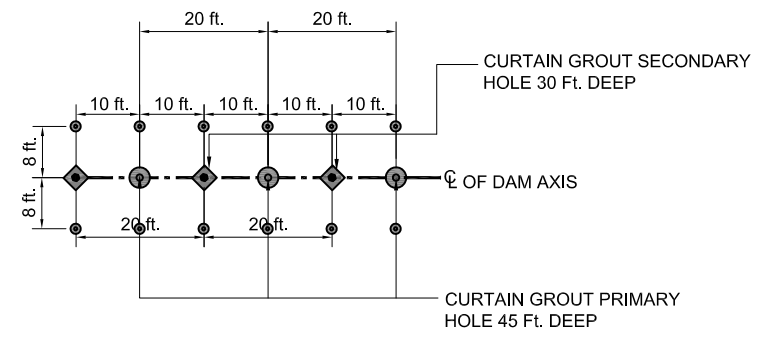 20 ft. 20 ft.
CURTAIN GROUT SECONDARY
HOLE 30 Ft. DEEP
10 ft. 10 ft. 10 ft. 10 ft. 10 ft.
8 ft.
℄ OF DAM AXIS
8 ft.
20 ft. 20 ft.
CURTAIN GROUT PRIMARY
HOLE 45 Ft. DEEP